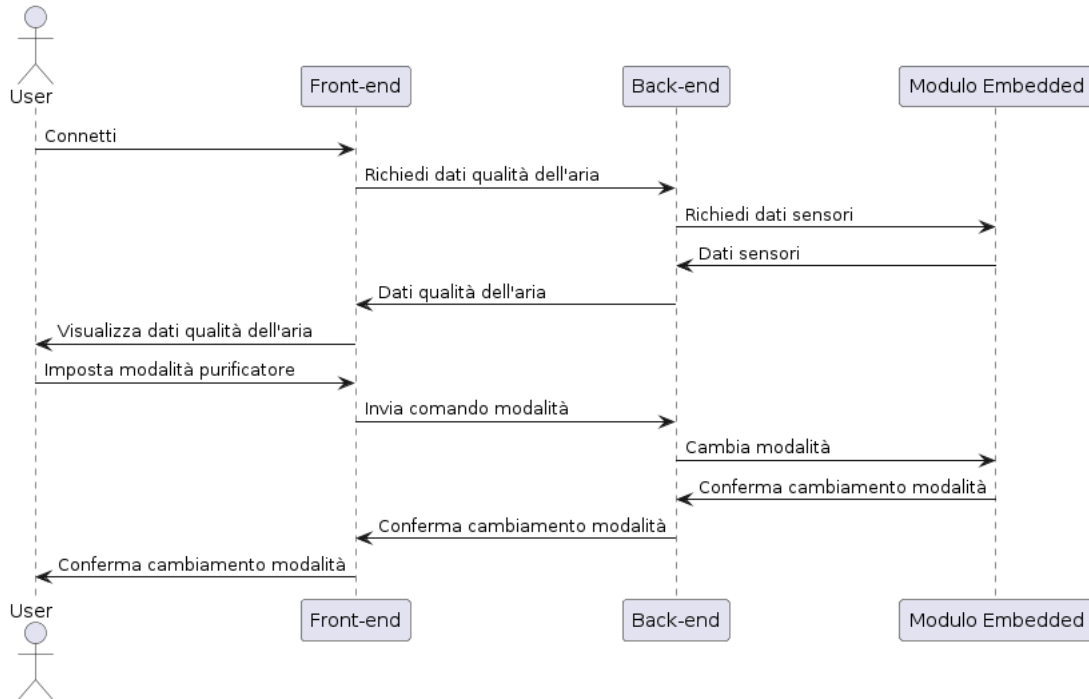 User
Front-end
Back-end
Modulo Embedded
Connetti
Richiedi dati qualità dell'aria
Richiedi dati sensori
Dati sensori
Dati qualità dell'aria
Visualizza dati qualità dell'aria
Imposta modalità purificatore
Invia comando modalità
Cambia modalità
Conferma cambiamento modalità
Conferma cambiamento modalità
Conferma cambiamento modalità
User
Front-end
Back-end
Modulo Embedded